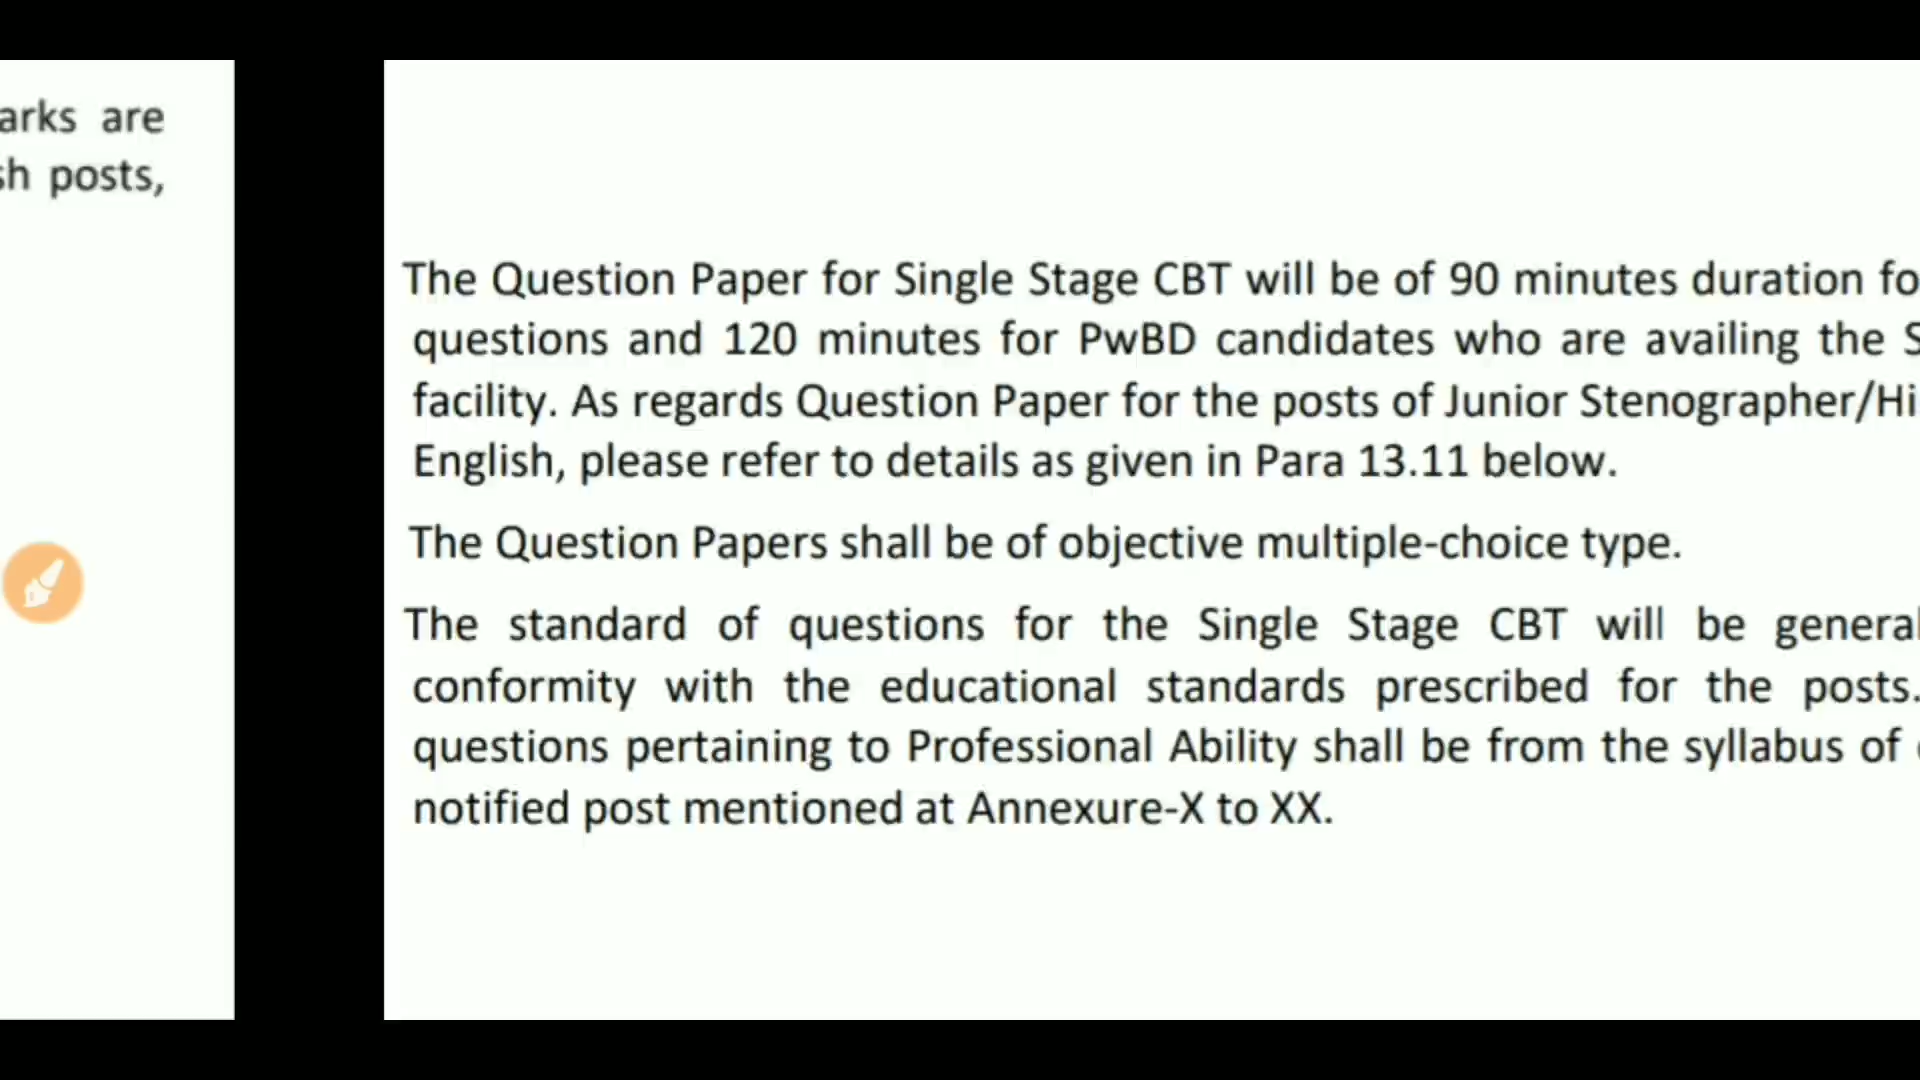 arks are
sh posts,
The Question Paper for Single Stage CBT will be of 90 minutes duration fo
questions and 120 minutes for PwBD candidates who are availing the S
facility. As regards Question Paper for the posts of Junior Stenographer/Hi
English, please refer to details as given in Para 13.11 below.
The Question Papers shall be of objective multiple-choice type.
The standard of questions for the Single Stage CBT will be general
conformity with the educational standards prescribed for the posts.
questions pertaining to Professional Ability shall be from the syllabus of
notified post mentioned at Annexure-X to XX.